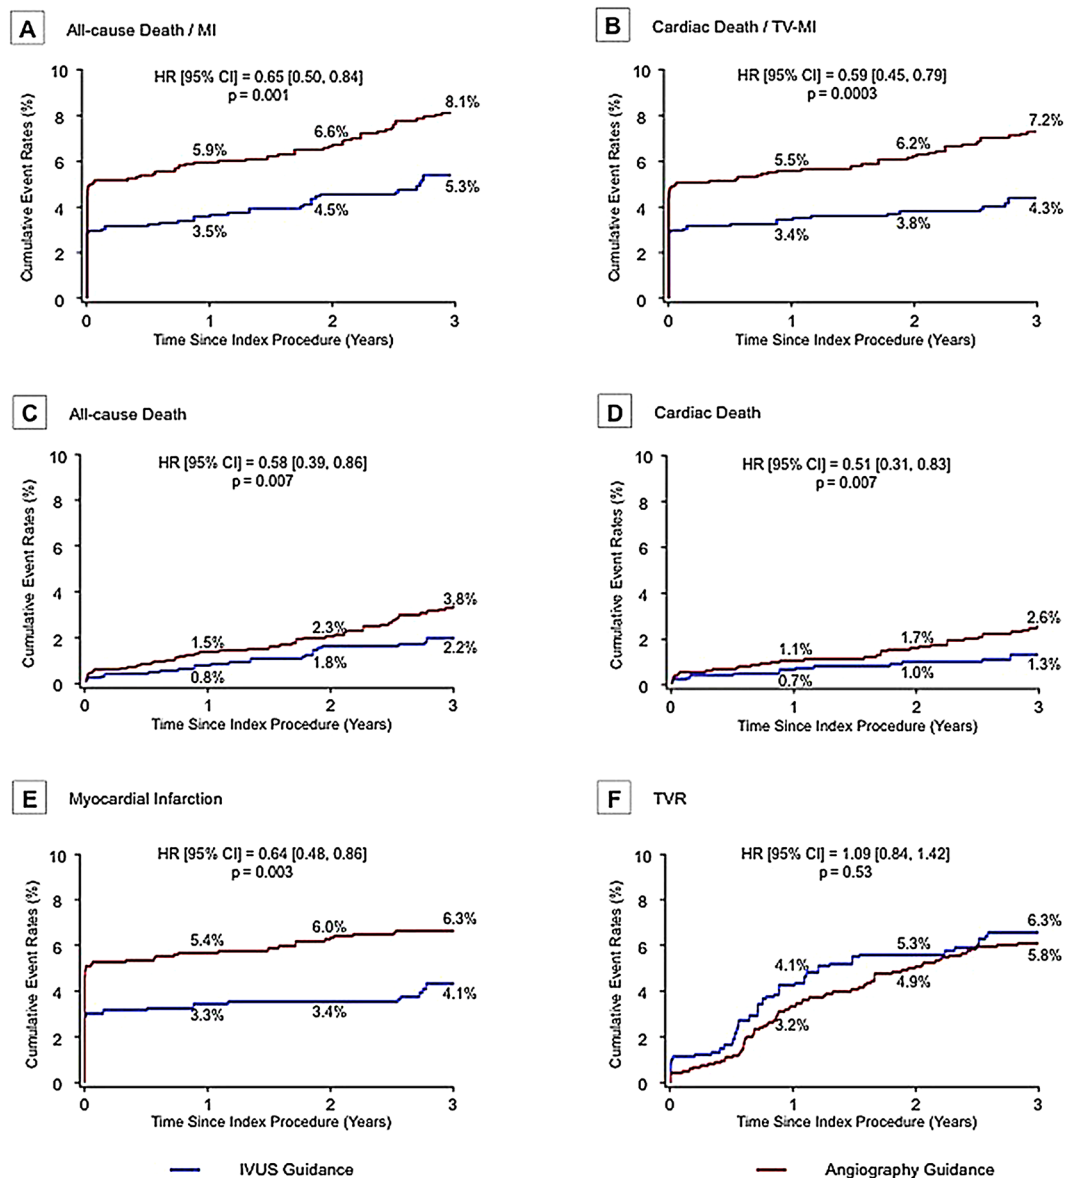 A All-cause Death / MI
HR [95% CI] = 0.65 [0.50, 0.84]
p = 0.001
Cumulative Event Rates (%)
10
8
6
4
2
0
5.9%
6.6%
8.1%
3.5%
4.5%
5.3%
0 1 2 3
Time Since Index Procedure (Years)
B Cardiac Death / TV-MI
HR [95% CI] = 0.59 [0.45, 0.79]
p = 0.0003
Cumulative Event Rates (%)
10
8
6
4
2
0
5.5%
6.2%
7.2%
3.4%
3.8%
4.3%
0 1 2 3
Time Since Index Procedure (Years)
C All-cause Death
HR [95% CI] = 0.58 [0.39, 0.86]
p = 0.007
Cumulative Event Rates (%)
10
8
6
4
2
0
1.5%
2.3%
3.8%
0.8%
1.8%
2.2%
0 1 2 3
Time Since Index Procedure (Years)
D Cardiac Death
HR [95% CI] = 0.51 [0.31, 0.83]
p = 0.007
Cumulative Event Rates (%)
10
8
6
4
2
0
1.1%
1.7%
2.6%
0.7%
1.0%
1.3%
0 1 2 3
Time Since Index Procedure (Years)
E Myocardial Infarction
HR [95% CI] = 0.64 [0.48, 0.86]
p = 0.003
Cumulative Event Rates (%)
10
8
6
4
2
0
5.4%
6.0%
6.3%
3.3%
3.4%
4.1%
0 1 2 3
Time Since Index Procedure (Years)
F TVR
HR [95% CI] = 1.09 [0.84, 1.42]
p = 0.53
Cumulative Event Rates (%)
10
8
6
4
2
0
4.1%
5.3%
6.3%
3.2%
4.9%
5.8%
0 1 2 3
Time Since Index Procedure (Years)
IVUS Guidance
Angiography Guidance